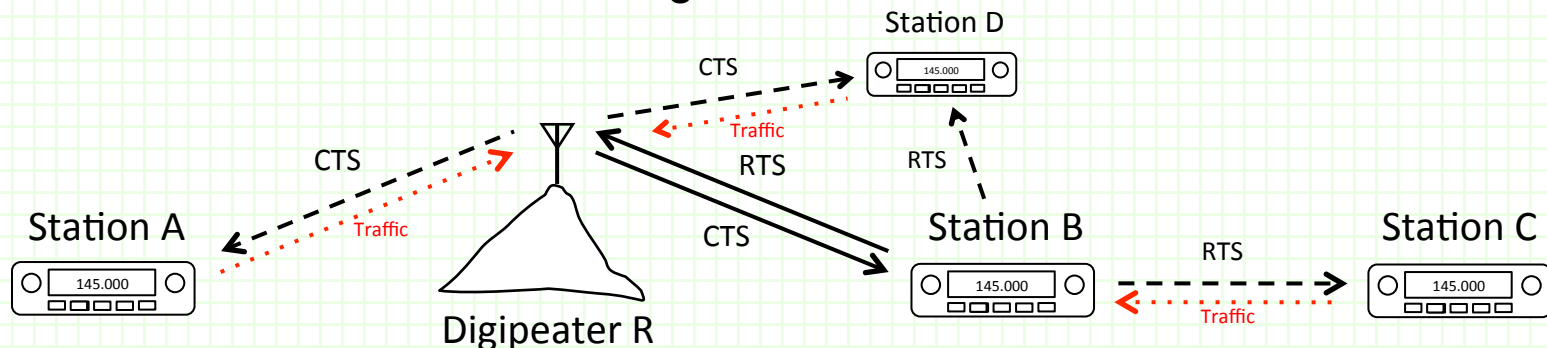 Station D
145.000
CTS
Traffic
RTS
CTS
Traffic
RTS
CTS
Station A
145.000
Station B
145.000
RTS
Traffic
Station C
145.000
Digipeater R